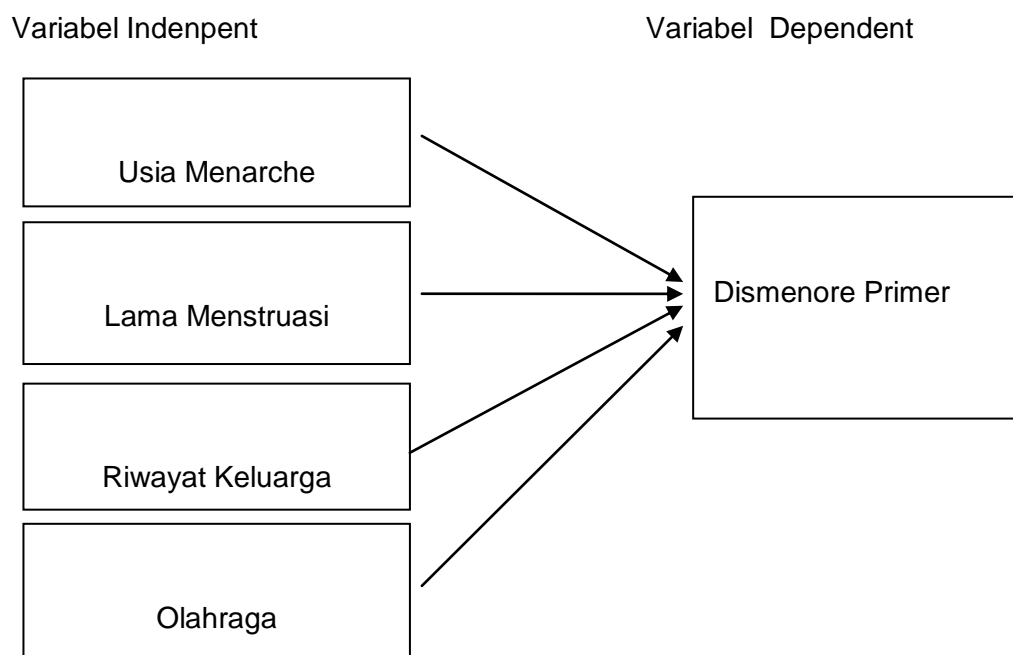 Variabel Indenpent
Variabel Dependent
Usia Menarche
Lama Menstruasi
Dismenore Primer
Riwayat Keluarga
Olahraga